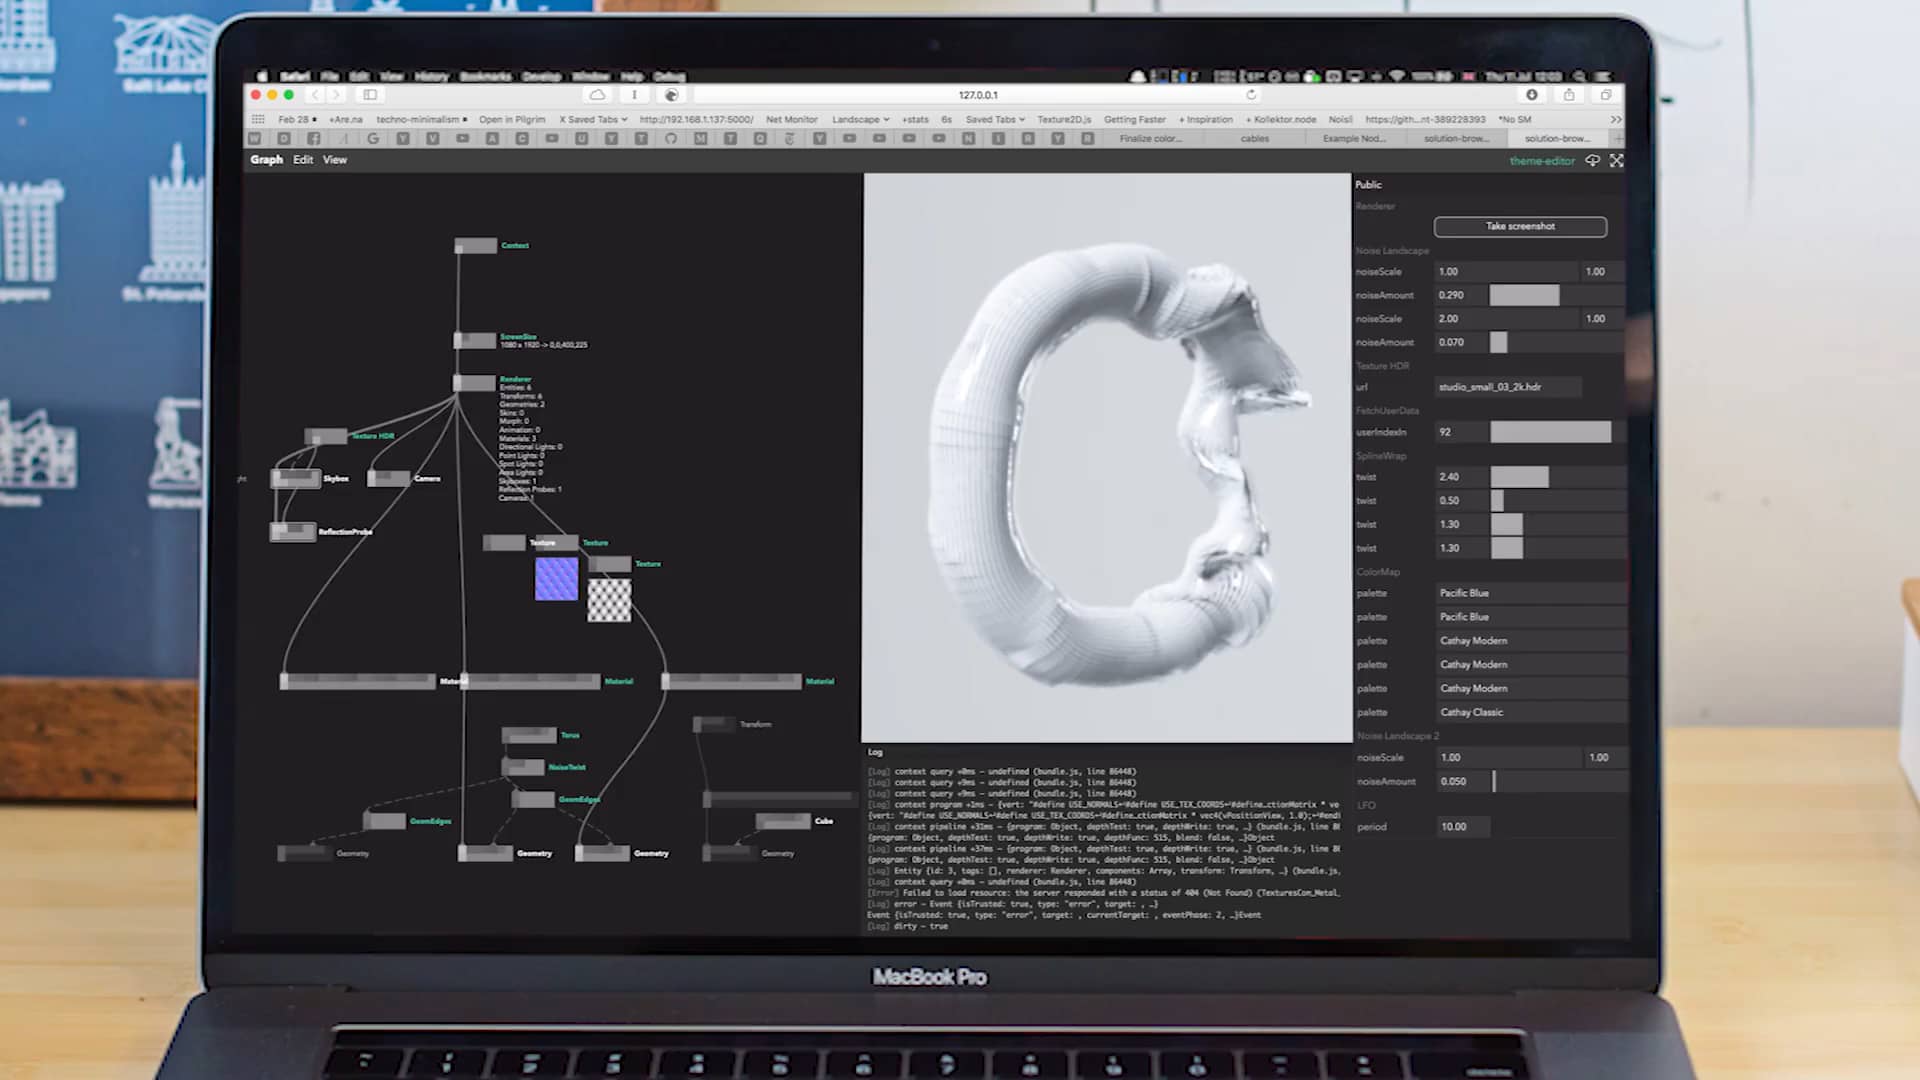 Salt Lake C
Safari File Edit View History Bookmarks Develop Window Help Debug
100% Thu 11 Jul 12:03
127.0.0.1
Feb 28 +Are.na techno-minimalism Open in Pilgrim X Saved Tabs http://192.168.1.137:5000/ Net Monitor Landscape +stats 6s Saved Tabs Texture2D.js Getting Faster + Inspiration + Kollektor.node Noisli https://gith...nt-389228393 *No SM
Finalize color... cables Example Nod... solution-brow... solution-brow...
Graph Edit View
theme-editor
Context
ScreenSize
1080 x 1920 -> 0,0,400,225
Renderer
Entities: 6
Transforms: 6
Geometries: 2
Skins: 0
Morph: 0
Animation: 0
Materials: 3
Directional Lights: 0
Point Lights: 0
Spot Lights: 0
Area Lights: 0
Skyboxes: 1
Reflection Probes: 1
Cameras: 1
Texture HDR
ght
Skybox
Camera
ReflectionProbe
Texture
Texture
Texture
Material
Material
Material
Transform
Torus
NoiseTwist
GeomEdges
GeomEdges
Cube
Geometry
Geometry
Geometry
Geometry
Public
Renderer
Take screenshot
Noise Landscape
noiseScale 1.00 1.00
noiseAmount 0.290
noiseScale 2.00 1.00
noiseAmount 0.070
Texture HDR
url studio_small_03_2k.hdr
FetchUserData
userIndexIn 92
SplineWrap
twist 2.40
twist 0.50
twist 1.30
twist 1.30
ColorMap
palette Pacific Blue
palette Pacific Blue
palette Cathay Modern
palette Cathay Modern
palette Cathay Modern
palette Cathay Classic
Noise Landscape 2
noiseScale 1.00 1.00
noiseAmount 0.050
LFO
period 10.00
Log
[Log] context query +0ms – undefined (bundle.js, line 86448)
[Log] context query +9ms – undefined (bundle.js, line 86448)
[Log] context query +9ms – undefined (bundle.js, line 86448)
[Log] context program +1ms – {vert: "#define USE_NORMALS↵#define USE_TEX_COORDS↵#define…ctionMatrix * ve
{vert: "#define USE_NORMALS↵#define USE_TEX_COORDS↵#define…ctionMatrix * vec4(vPositionView, 1.0);↵#endi
[Log] context pipeline +31ms – {program: Object, depthTest: true, depthWrite: true, …} (bundle.js, line 86
{program: Object, depthTest: true, depthWrite: true, depthFunc: 515, blend: false, …}Object
[Log] context pipeline +37ms – {program: Object, depthTest: true, depthWrite: true, …} (bundle.js, line 86
{program: Object, depthTest: true, depthWrite: true, depthFunc: 515, blend: false, …}Object
[Log] Entity {id: 3, tags: [], renderer: Renderer, components: Array, transform: Transform, …} (bundle.js,
[Log] context query +0ms – undefined (bundle.js, line 86448)
[Error] Failed to load resource: the server responded with a status of 404 (Not Found) (TexturesCom_Metal_
[Log] error – Event {isTrusted: true, type: "error", target: , …}
Event {isTrusted: true, type: "error", target: , currentTarget: , eventPhase: 2, …}Event
[Log] dirty – true
MacBook Pro